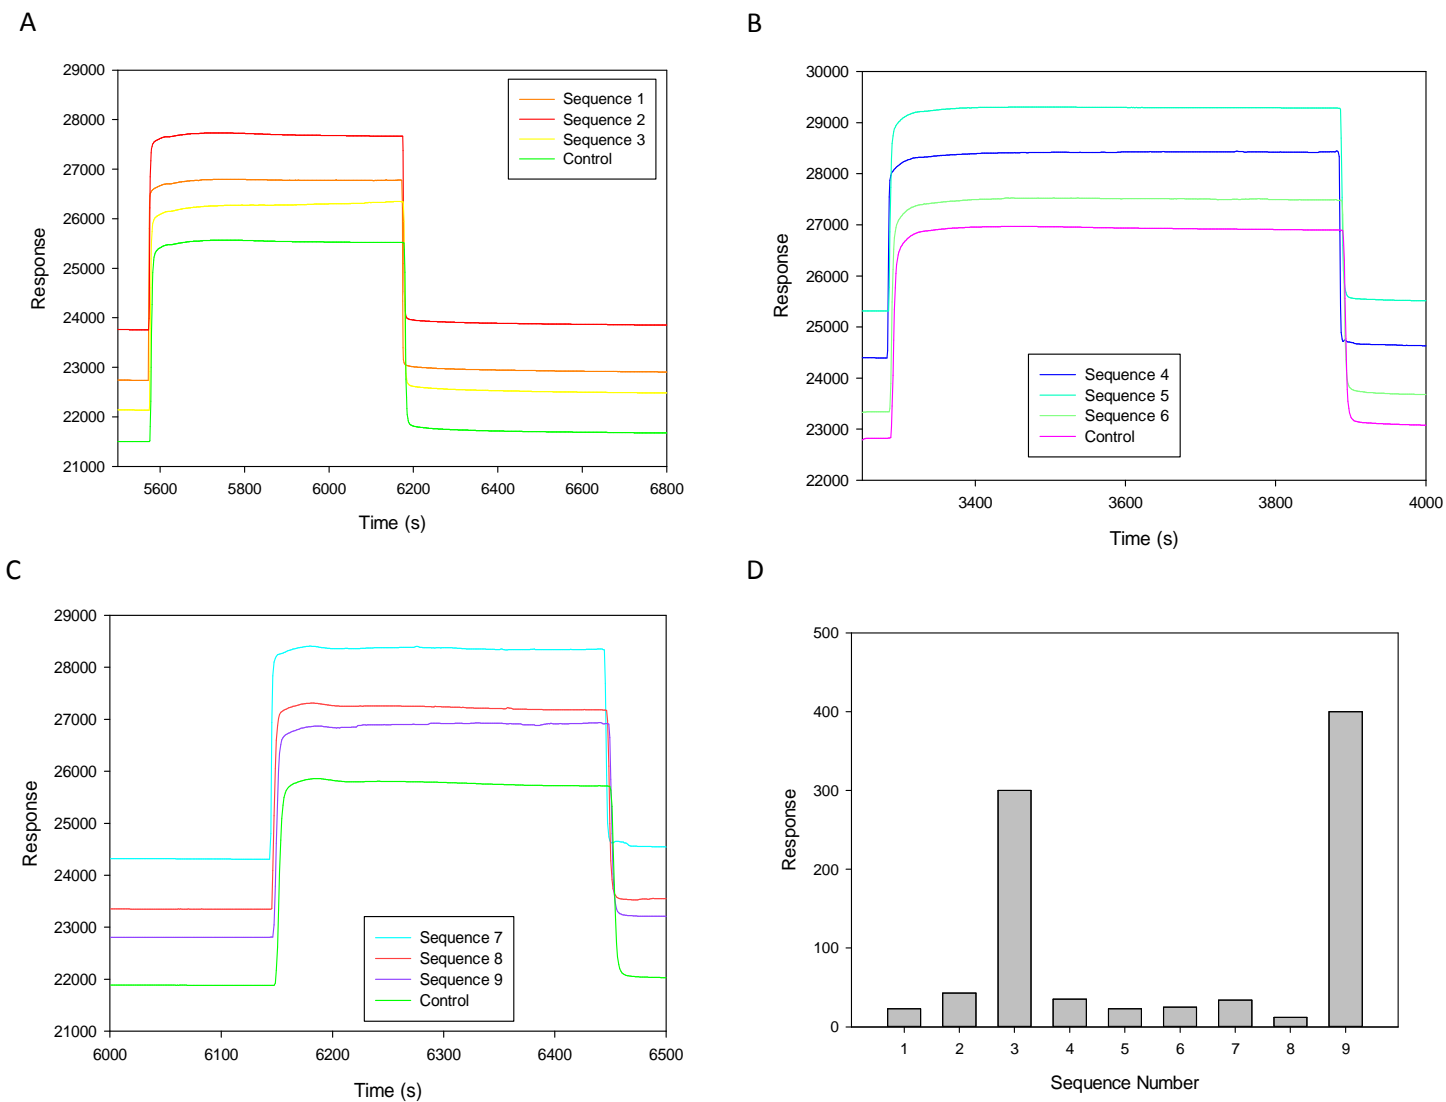 A
29000
28000
27000
26000
25000
24000
23000
22000
21000
Response
5600 5800 6000 6200 6400 6600 6800
Time (s)
Sequence 1
Sequence 2
Sequence 3
Control
B
30000
29000
28000
27000
26000
25000
24000
23000
22000
Response
3400 3600 3800 4000
Time (s)
Sequence 4
Sequence 5
Sequence 6
Control
C
29000
28000
27000
26000
25000
24000
23000
22000
21000
Response
6000 6100 6200 6300 6400 6500
Time (s)
Sequence 7
Sequence 8
Sequence 9
Control
D
500
400
300
200
100
0
Response
1 2 3 4 5 6 7 8 9
Sequence Number